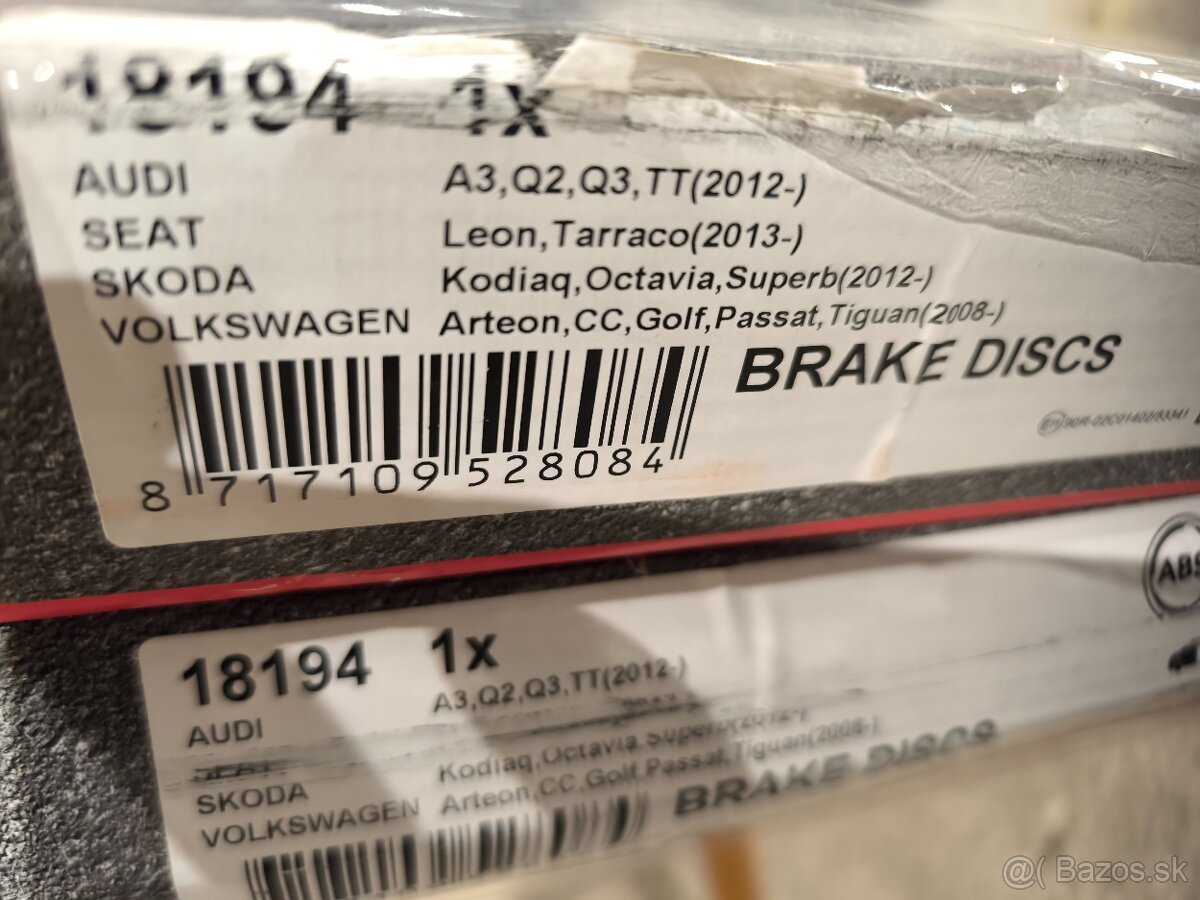 18194 1x
AUDI A3,Q2,Q3,TT(2012-)
SEAT Leon,Tarraco(2013-)
SKODA Kodiaq,Octavia,Superb(2012-)
VOLKSWAGEN Arteon,CC,Golf,Passat,Tiguan(2008-)
BRAKE DISCS
8 717109 528084
ABS
18194 1x
AUDI A3,Q2,Q3,TT(2012-)
SKODA Kodiaq,Octavia,Superb(2012-)
VOLKSWAGEN Arteon,CC,Golf,Passat,Tiguan(2008-)
BRAKE DISCS
@( Bazos.sk